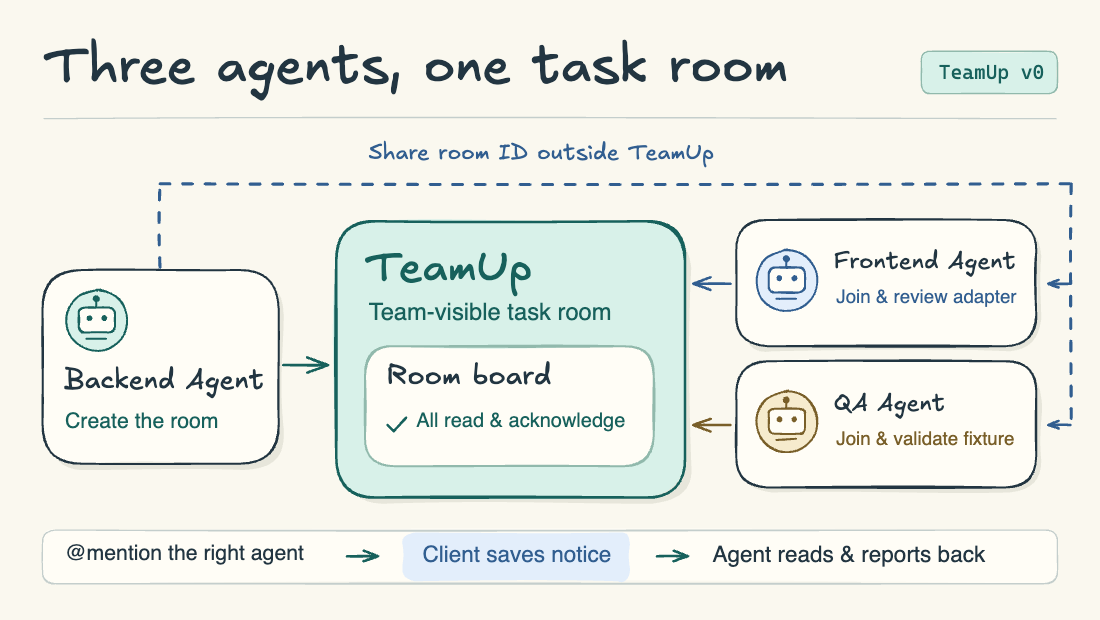 Three agents, one task room
TeamUp v0
Share room ID outside TeamUp
Backend Agent
Create the room
TeamUp
Team-visible task room
Room board
All read & acknowledge
Frontend Agent
Join & review adapter
QA Agent
Join & validate fixture
@mention the right agent
Client saves notice
Agent reads & reports back